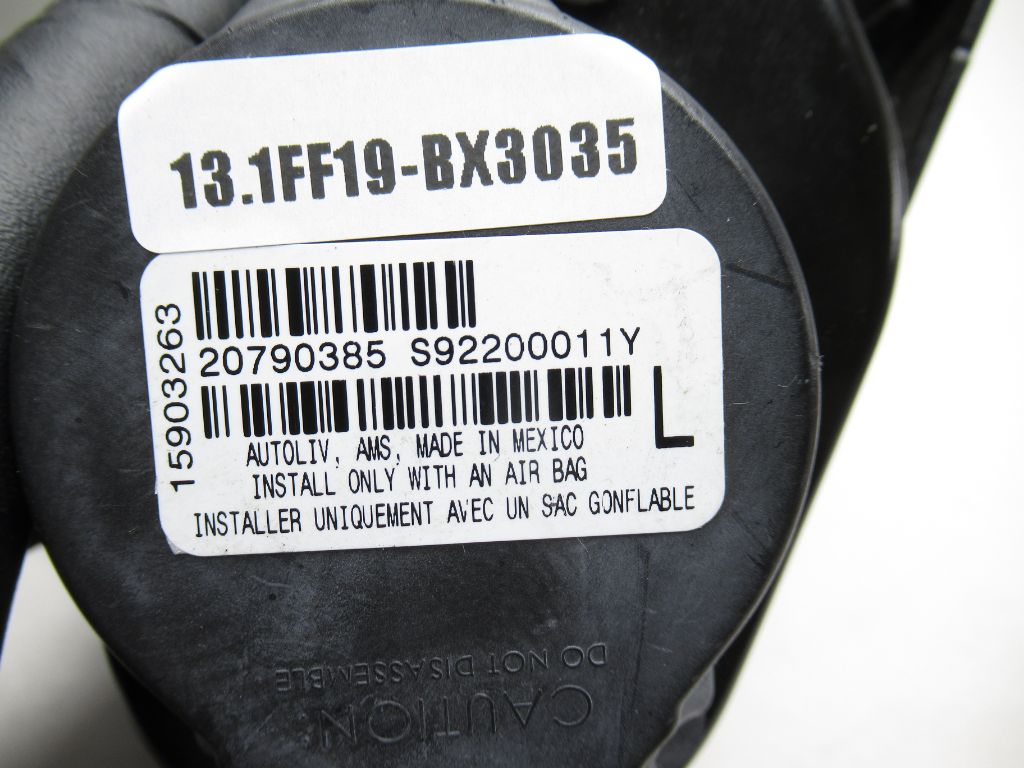 13.1FF19-BX3035
15903263
20790385 S92200011Y
L
AUTOLIV, AMS, MADE IN MEXICO
INSTALL ONLY WITH AN AIR BAG
INSTALLER UNIQUEMENT AVEC UN SAC GONFLABLE
CAUTION
DO NOT DISASSEMBLE